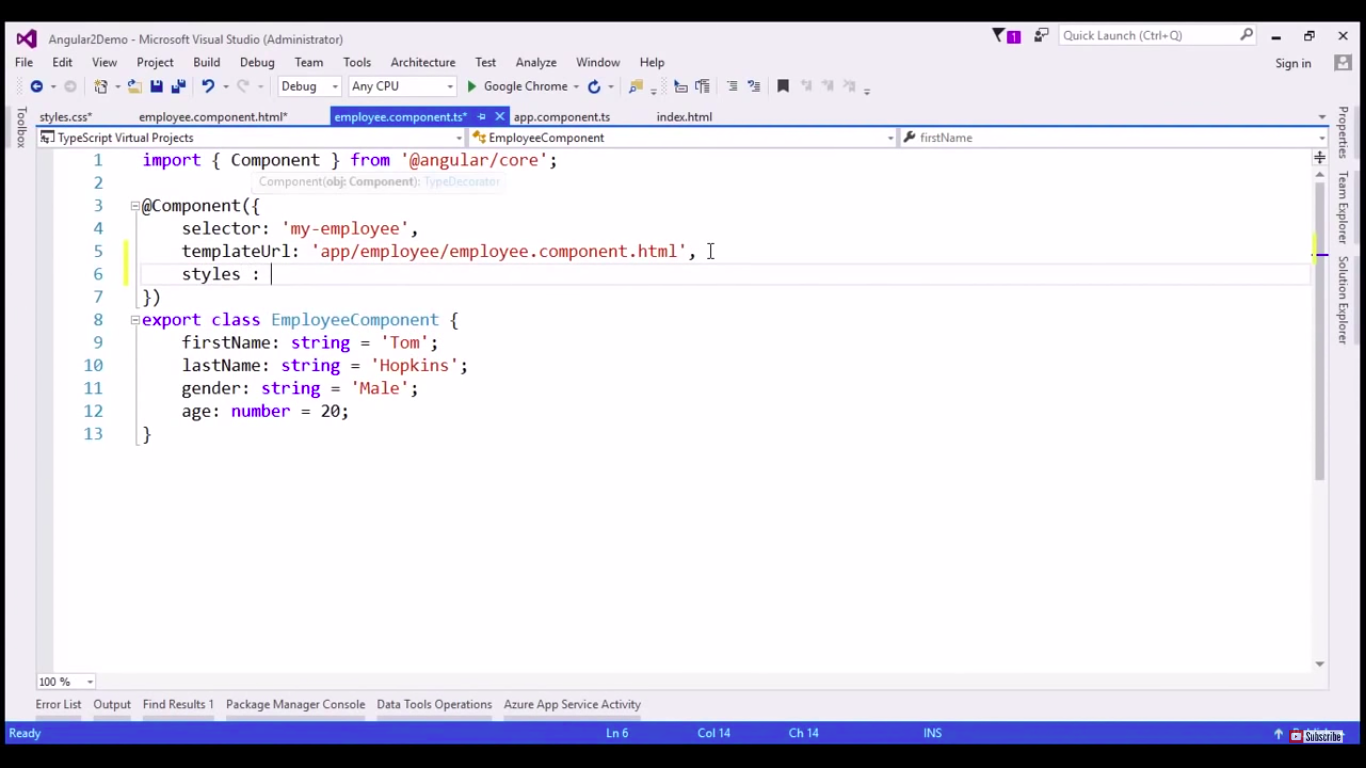 Angular2Demo - Microsoft Visual Studio (Administrator)
1
Quick Launch (Ctrl+Q)
File Edit View Project Build Debug Team Tools Architecture Test Analyze Window Help
Sign in
Debug Any CPU Google Chrome
styles.css* employee.component.html* employee.component.ts* app.component.ts index.html
TypeScript Virtual Projects EmployeeComponent firstName
Toolbox
Properties
Team Explorer
Solution Explorer
1 import { Component } from '@angular/core';
Component(obj: Component): TypeDecorator
2
3 @Component({
4 selector: 'my-employee',
5 templateUrl: 'app/employee/employee.component.html',
6 styles :
7 })
8 export class EmployeeComponent {
9 firstName: string = 'Tom';
10 lastName: string = 'Hopkins';
11 gender: string = 'Male';
12 age: number = 20;
13 }
100 %
Error List Output Find Results 1 Package Manager Console Data Tools Operations Azure App Service Activity
Ready Ln 6 Col 14 Ch 14 INS
Subscribe